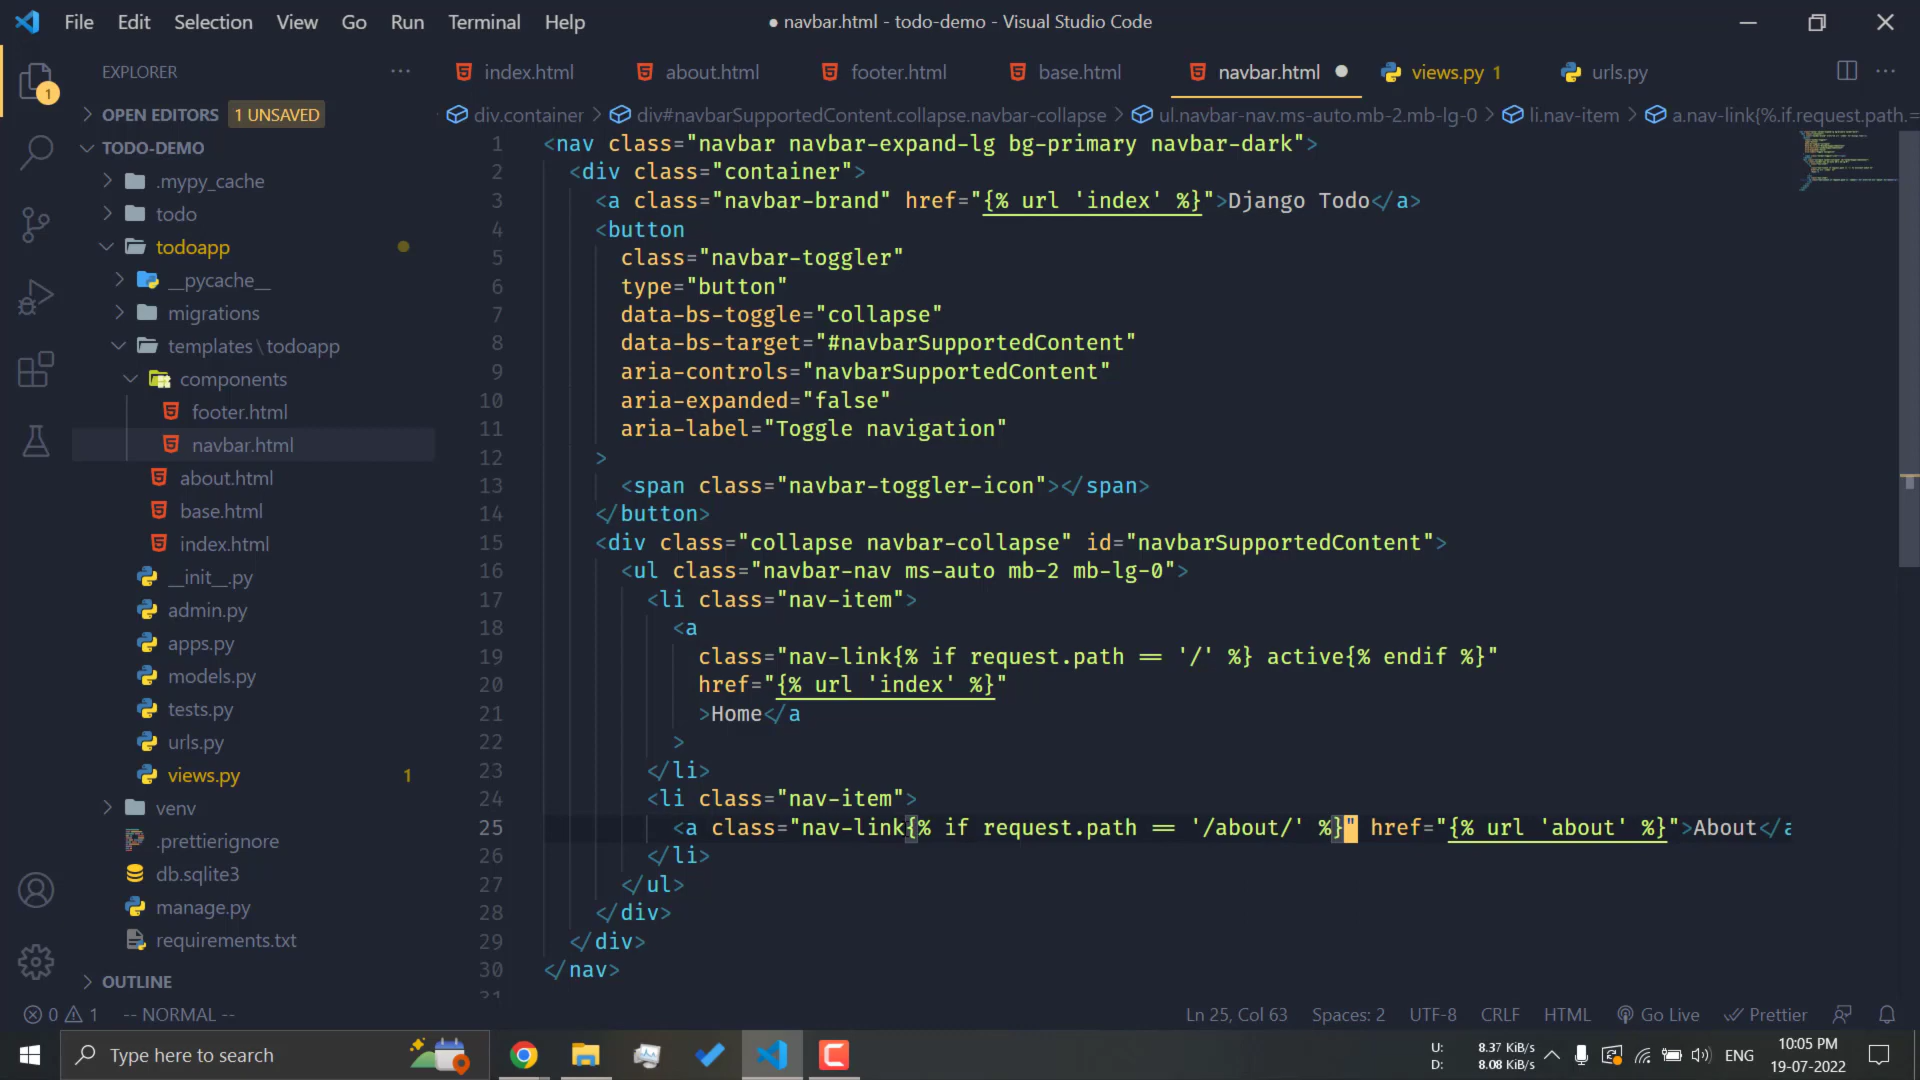 File Edit Selection View Go Run Terminal Help
● navbar.html - todo-demo - Visual Studio Code
EXPLORER ...
index.html about.html footer.html base.html navbar.html ● views.py 1 urls.py ...
1
OPEN EDITORS 1 UNSAVED
div.container > div#navbarSupportedContent.collapse.navbar-collapse > ul.navbar-nav.ms-auto.mb-2.mb-lg-0 > li.nav-item > a.nav-link{%.if.request.path.=
TODO-DEMO
.mypy_cache
todo
todoapp
__pycache__
migrations
templates\todoapp
components
footer.html
navbar.html
about.html
base.html
index.html
__init__.py
admin.py
apps.py
models.py
tests.py
urls.py
views.py 1
venv
.prettierignore
db.sqlite3
manage.py
requirements.txt
OUTLINE
1 <nav class="navbar navbar-expand-lg bg-primary navbar-dark">
2 <div class="container">
3 <a class="navbar-brand" href="{% url 'index' %}">Django Todo</a>
4 <button
5 class="navbar-toggler"
6 type="button"
7 data-bs-toggle="collapse"
8 data-bs-target="#navbarSupportedContent"
9 aria-controls="navbarSupportedContent"
10 aria-expanded="false"
11 aria-label="Toggle navigation"
12 >
13 <span class="navbar-toggler-icon"></span>
14 </button>
15 <div class="collapse navbar-collapse" id="navbarSupportedContent">
16 <ul class="navbar-nav ms-auto mb-2 mb-lg-0">
17 <li class="nav-item">
18 <a
19 class="nav-link{% if request.path == '/' %} active{% endif %}"
20 href="{% url 'index' %}"
21 >Home</a
22 >
23 </li>
24 <li class="nav-item">
25 <a class="nav-link{% if request.path == '/about/' %}" href="{% url 'about' %}">About</a
26 </li>
27 </ul>
28 </div>
29 </div>
30 </nav>
31
0 1 -- NORMAL --
Ln 25, Col 63 Spaces: 2 UTF-8 CRLF HTML Go Live Prettier
Type here to search
U: 8.37 KiB/s
D: 8.08 KiB/s
ENG
10:05 PM
19-07-2022